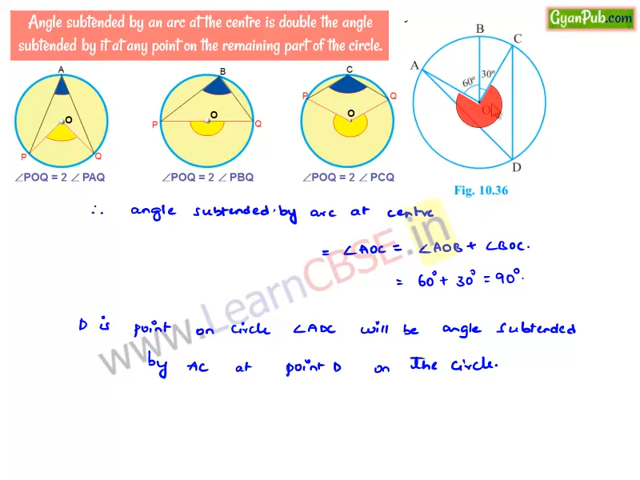 Angle subtended by an arc at the centre is double the angle
subtended by it at any point on the remaining part of the circle.
GyanPub.com
A
O
P
Q
∠POQ = 2 ∠PAQ
B
O
P
Q
∠POQ = 2 ∠PBQ
C
P
Q
O
∠POQ = 2 ∠PCQ
B
C
A
60°
30°
O
D
Fig. 10.36
∴ angle subtended by arc at centre
= ∠AOC = ∠AOB + ∠BOC.
= 60° + 30° = 90°.
D is point on circle ∠ADC will be angle subtended
by AC at point D on the circle.
www.LearnCBSE.in